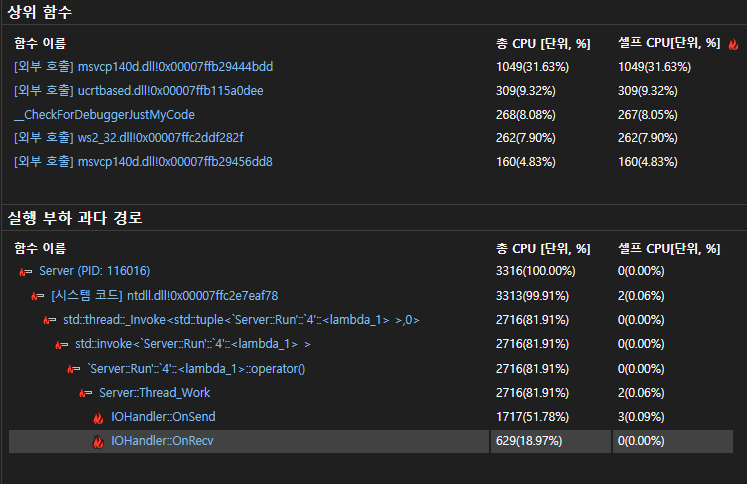 상위 함수
함수 이름 총 CPU [단위, %] 셀프 CPU[단위, %]
[외부 호출] msvcp140d.dll!0x00007ffb29444bdd 1049(31.63%) 1049(31.63%)
[외부 호출] ucrtbased.dll!0x00007ffb115a0dee 309(9.32%) 309(9.32%)
__CheckForDebuggerJustMyCode 268(8.08%) 267(8.05%)
[외부 호출] ws2_32.dll!0x00007ffc2ddf282f 262(7.90%) 262(7.90%)
[외부 호출] msvcp140d.dll!0x00007ffb29456dd8 160(4.83%) 160(4.83%)
실행 부하 과다 경로
함수 이름 총 CPU [단위, %] 셀프 CPU[단위, %]
Server (PID: 116016) 3316(100.00%) 0(0.00%)
[시스템 코드] ntdll.dll!0x00007ffc2e7eaf78 3313(99.91%) 2(0.06%)
std::thread::_Invoke<std::tuple<`Server::Run'::`4'::<lambda_1> >,0> 2716(81.91%) 0(0.00%)
std::invoke<`Server::Run'::`4'::<lambda_1> > 2716(81.91%) 0(0.00%)
`Server::Run'::`4'::<lambda_1>::operator() 2716(81.91%) 0(0.00%)
Server::Thread_Work 2716(81.91%) 2(0.06%)
IOHandler::OnSend 1717(51.78%) 3(0.09%)
IOHandler::OnRecv 629(18.97%) 0(0.00%)